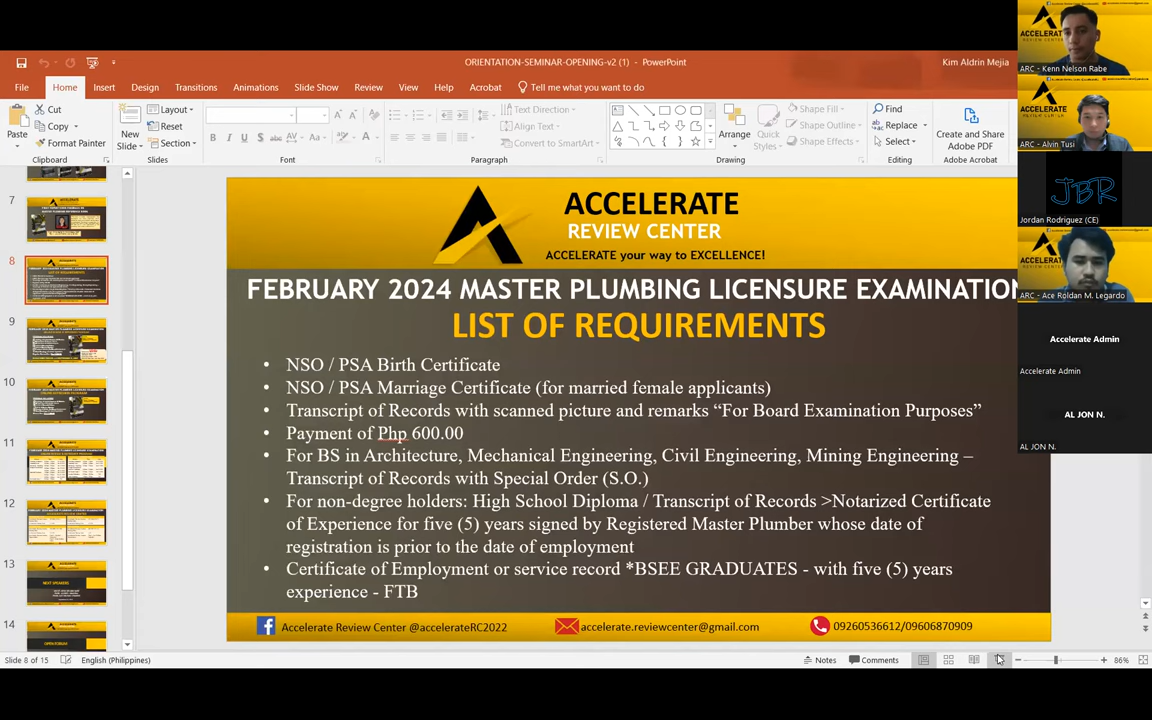 ORIENTATION-SEMINAR-OPENING-v2 (1) - PowerPoint
Kim Aldrin Mejia
File Home Insert Design Transitions Animations Slide Show Review View Help Acrobat Tell me what you want to do
Paste
Cut
Copy
Format Painter
Clipboard
New Slide
Layout
Reset
Section
Slides
Font
Text Direction
Align Text
Convert to SmartArt
Paragraph
Arrange
Quick Styles
Shape Fill
Shape Outline
Shape Effects
Drawing
Find
Replace
Select
Editing
Create and Share Adobe PDF
Adobe Acrobat
7
8
9
10
11
12
13
14
ACCELERATE
REVIEW CENTER
ACCELERATE your way to EXCELLENCE!
FEBRUARY 2024 MASTER PLUMBING LICENSURE EXAMINATION
LIST OF REQUIREMENTS
• NSO / PSA Birth Certificate
• NSO / PSA Marriage Certificate (for married female applicants)
• Transcript of Records with scanned picture and remarks “For Board Examination Purposes”
• Payment of Php 600.00
• For BS in Architecture, Mechanical Engineering, Civil Engineering, Mining Engineering –
Transcript of Records with Special Order (S.O.)
• For non-degree holders: High School Diploma / Transcript of Records >Notarized Certificate
of Experience for five (5) years signed by Registered Master Plumber whose date of
registration is prior to the date of employment
• Certificate of Employment or service record *BSEE GRADUATES - with five (5) years
experience - FTB
Accelerate Review Center @accelerateRC2022
accelerate.reviewcenter@gmail.com
09260536612/09606870909
Slide 8 of 15
English (Philippines)
Notes
Comments
86%
ARC - Kenn Nelson Rabe
ARC - Alvin Tusi
JBR
Jordan Rodriguez (CE)
ARC - Ace Roldan M. Legardo
Accelerate Admin
Accelerate Admin
AL JON N.
AL JON N.